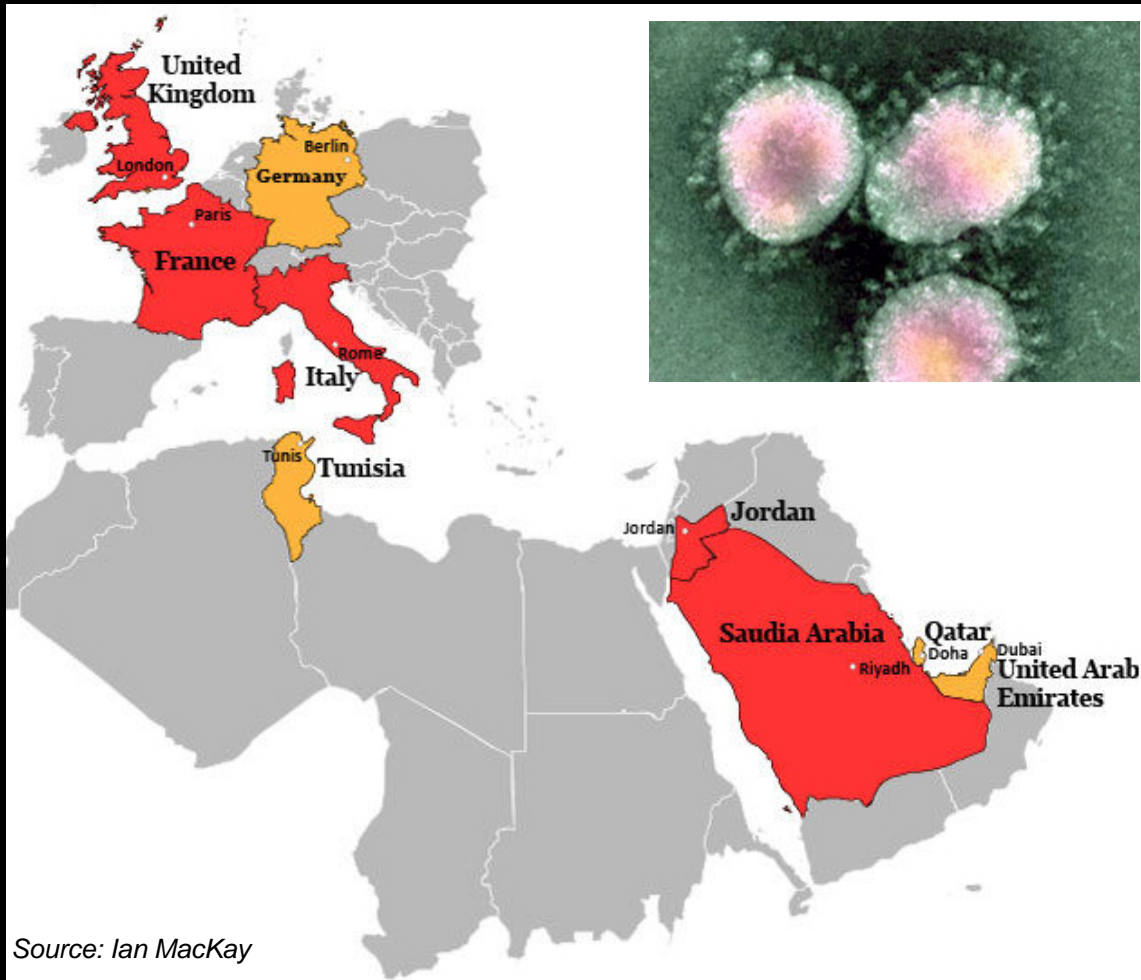 United
Kingdom
London
Berlin
Germany
Paris
France
Rome
Italy
Tunis
Tunisia
Jordan
Jordan
Saudia Arabia
Riyadh
Qatar
Doha
Dubai
United Arab
Emirates
Source: Ian MacKay